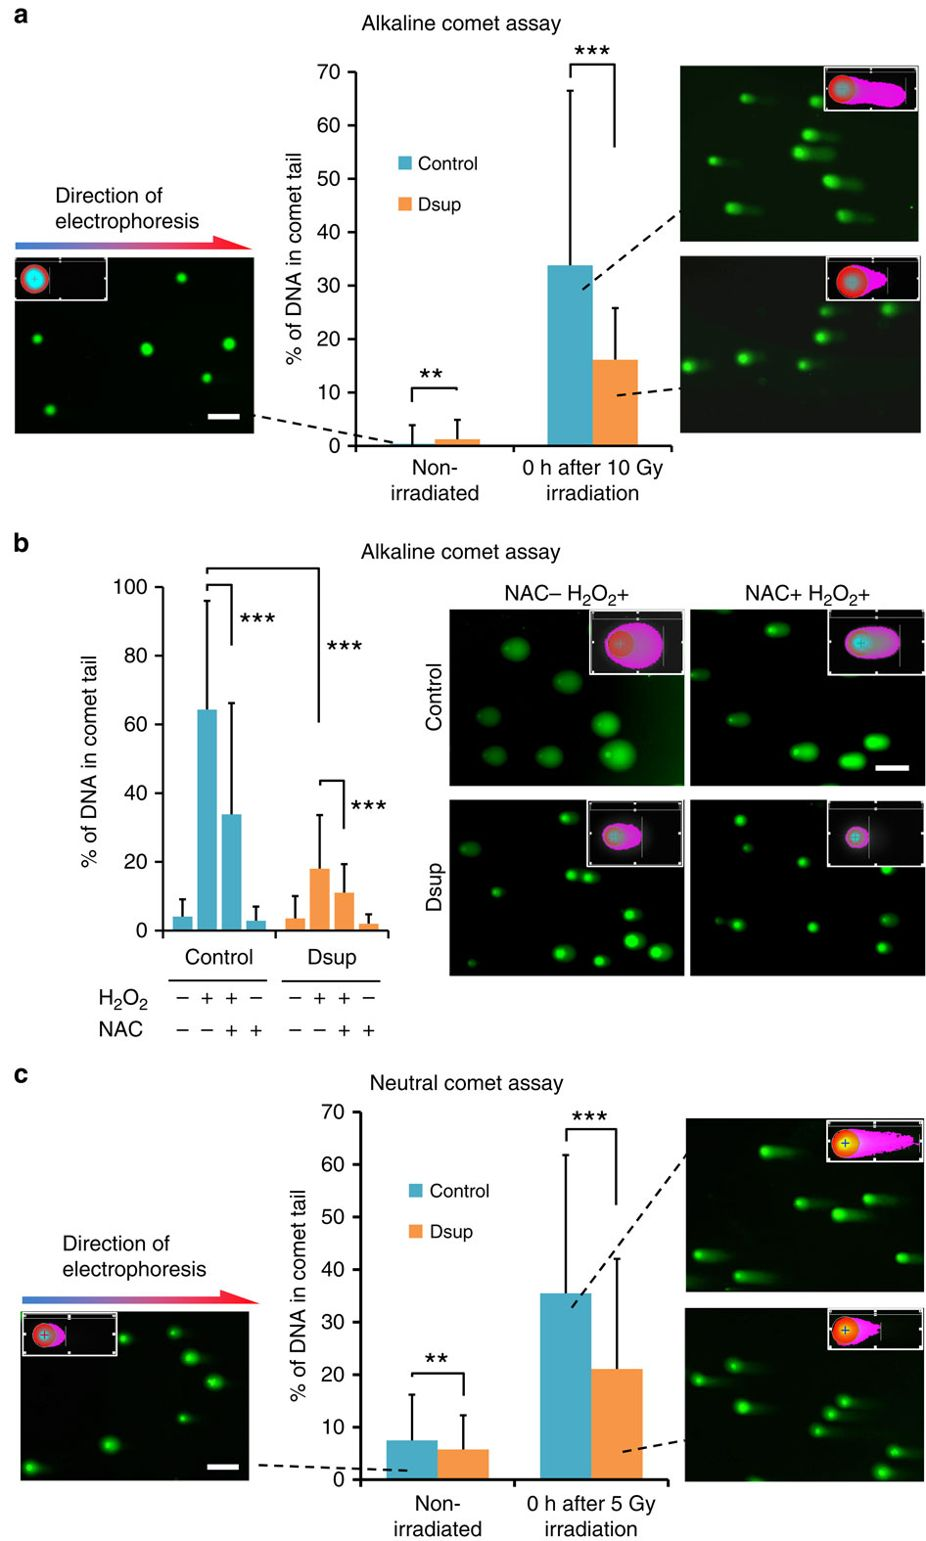 a
Alkaline comet assay
***
70
60
50
40
30
20
10
0
% of DNA in comet tail
Control
Dsup
Direction of
electrophoresis
**
Non-
irradiated
0 h after 10 Gy
irradiation
b
Alkaline comet assay
100
80
60
40
20
0
% of DNA in comet tail
***
***
***
Control
Dsup
H₂O₂ − + + − − + + −
NAC − − + + − − + +
NAC− H₂O₂+
NAC+ H₂O₂+
Control
Dsup
c
Neutral comet assay
70
60
50
40
30
20
10
0
% of DNA in comet tail
***
Control
Dsup
Direction of
electrophoresis
**
Non-
irradiated
0 h after 5 Gy
irradiation